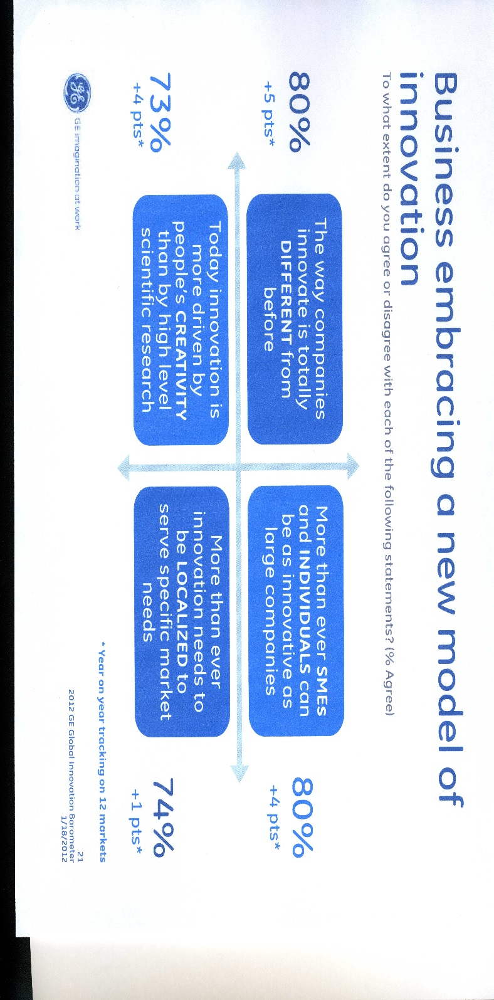 Business embracing a new model of
innovation
To what extent do you agree or disagree with each of the following statements? (% Agree)
80%
+5 pts*
The way companies
innovate is totally
DIFFERENT from
before
More than ever SMEs
and INDIVIDUALS can
be as innovative as
large companies
80%
+4 pts*
73%
+4 pts*
Today innovation is
more driven by
people's CREATIVITY
than by high level
scientific research
More than ever
innovation needs to
be LOCALIZED to
serve specific market
needs
74%
+1 pts*
* Year on year tracking on 12 markets
GE imagination at work
21
2012 GE Global Innovation Barometer
1/18/2012